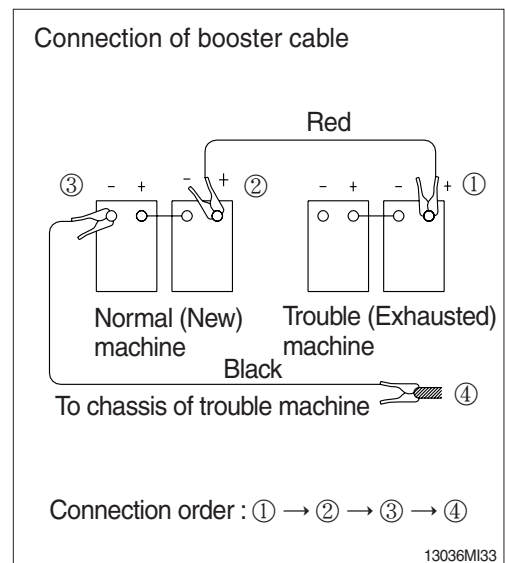 Connection of booster cable
Red
③ - + - + ② - + - + ①
Normal (New)
machine
Trouble (Exhausted)
machine
Black
To chassis of trouble machine ④
Connection order : ① → ② → ③ → ④
13036MI33